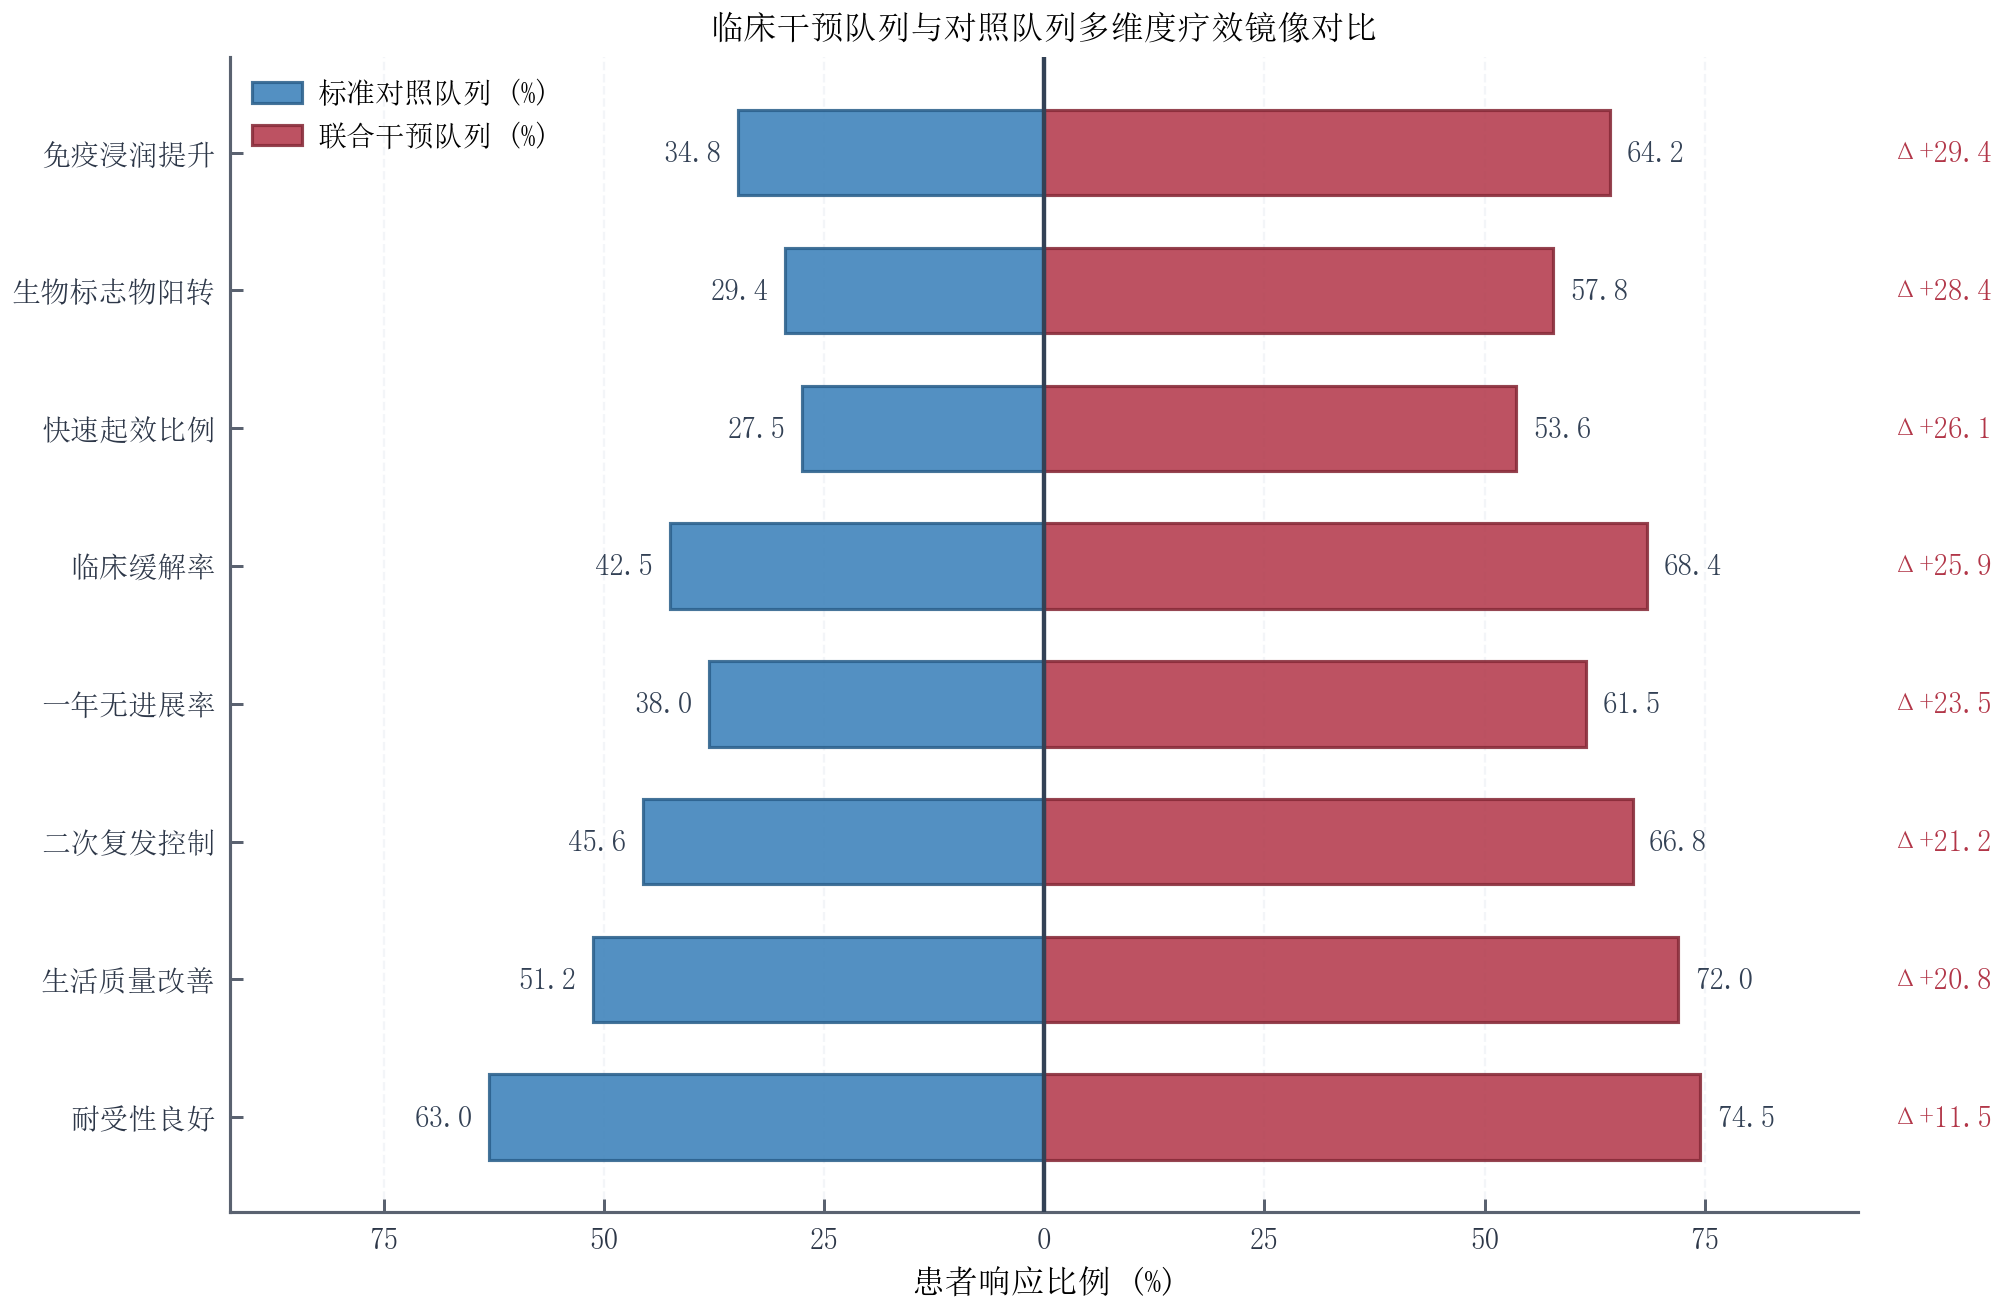 临床干预队列与对照队列多维度疗效镜像对比
标准对照队列 (%)
联合干预队列 (%)
免疫浸润提升 34.8 64.2 Δ+29.4
生物标志物阳转 29.4 57.8 Δ+28.4
快速起效比例 27.5 53.6 Δ+26.1
临床缓解率 42.5 68.4 Δ+25.9
一年无进展率 38.0 61.5 Δ+23.5
二次复发控制 45.6 66.8 Δ+21.2
生活质量改善 51.2 72.0 Δ+20.8
耐受性良好 63.0 74.5 Δ+11.5
75 50 25 0 25 50 75
患者响应比例 (%)